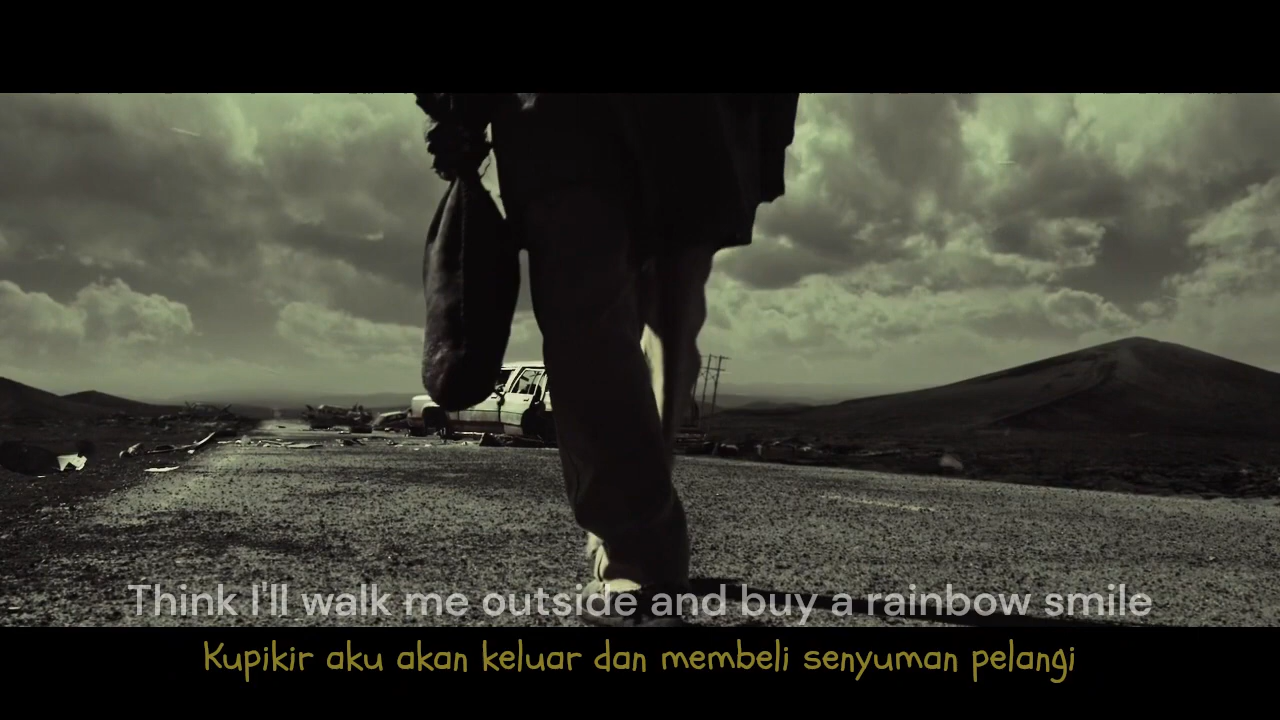 Think I'll walk me outside and buy a rainbow smile
Kupikir aku akan keluar dan membeli senyuman pelangi